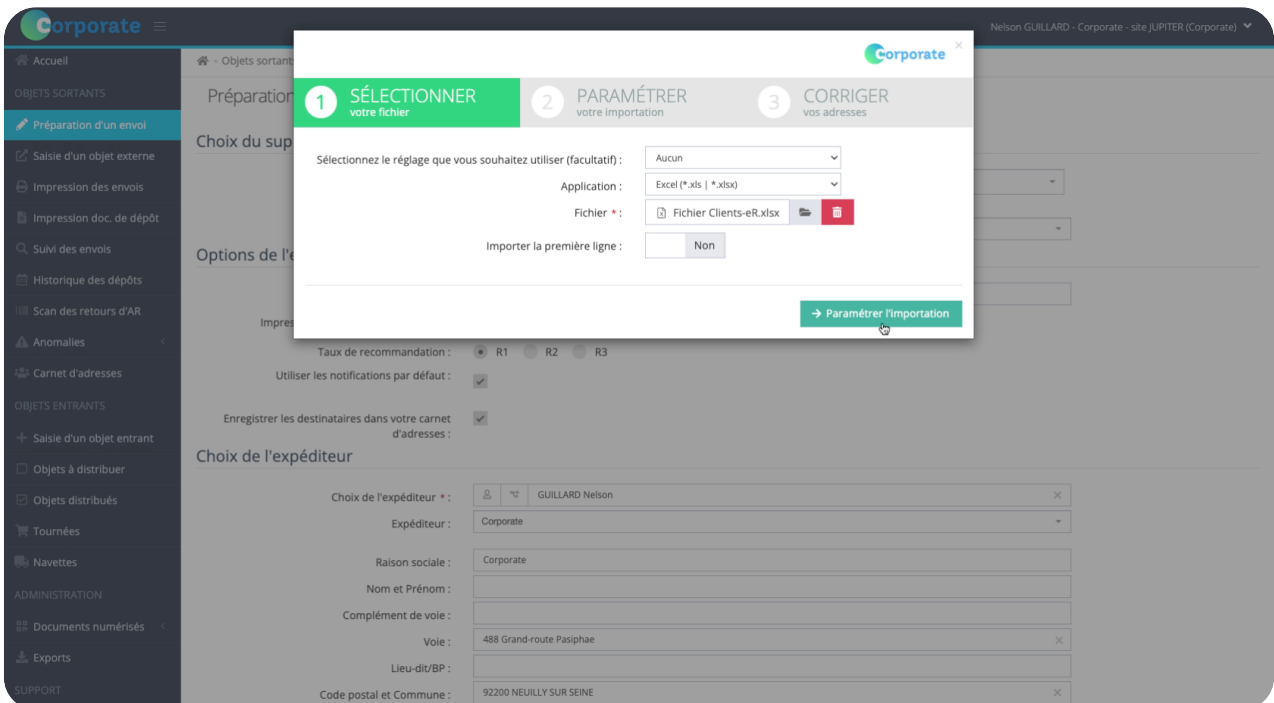 Corporate
Nelson GUILLARD - Corporate - site JUPITER (Corporate)
Accueil
OBJETS SORTANTS
Préparation d'un envoi
Saisie d'un objet externe
Impression des envois
Impression doc. de dépôt
Suivi des envois
Historique des dépôts
Scan des retours d'AR
Anomalies
Carnet d'adresses
OBJETS ENTRANTS
Saisie d'un objet entrant
Objets à distribuer
Objets distribués
Tournées
Navettes
ADMINISTRATION
Documents numérisés
Exports
SUPPORT
Objets sortant
Préparation
Choix du sup
Options de l'e
Impres
Corporate
×
1 SÉLECTIONNER
votre fichier
2 PARAMÉTRER
votre importation
3 CORRIGER
vos adresses
Sélectionnez le réglage que vous souhaitez utiliser (facultatif) : Aucun
Application : Excel (*.xls | *.xlsx)
Fichier * : Fichier Clients-eR.xlsx
Importer la première ligne : Non
→ Paramétrer l'importation
Taux de recommandation : R1 R2 R3
Utiliser les notifications par défaut :
Enregistrer les destinataires dans votre carnet
d'adresses :
Choix de l'expéditeur
Choix de l'expéditeur * : GUILLARD Nelson ×
Expéditeur : Corporate
Raison sociale : Corporate
Nom et Prénom :
Complément de voie :
Voie : 488 Grand-route Pasiphae ×
Lieu-dit/BP :
Code postal et Commune : 92200 NEUILLY SUR SEINE ×